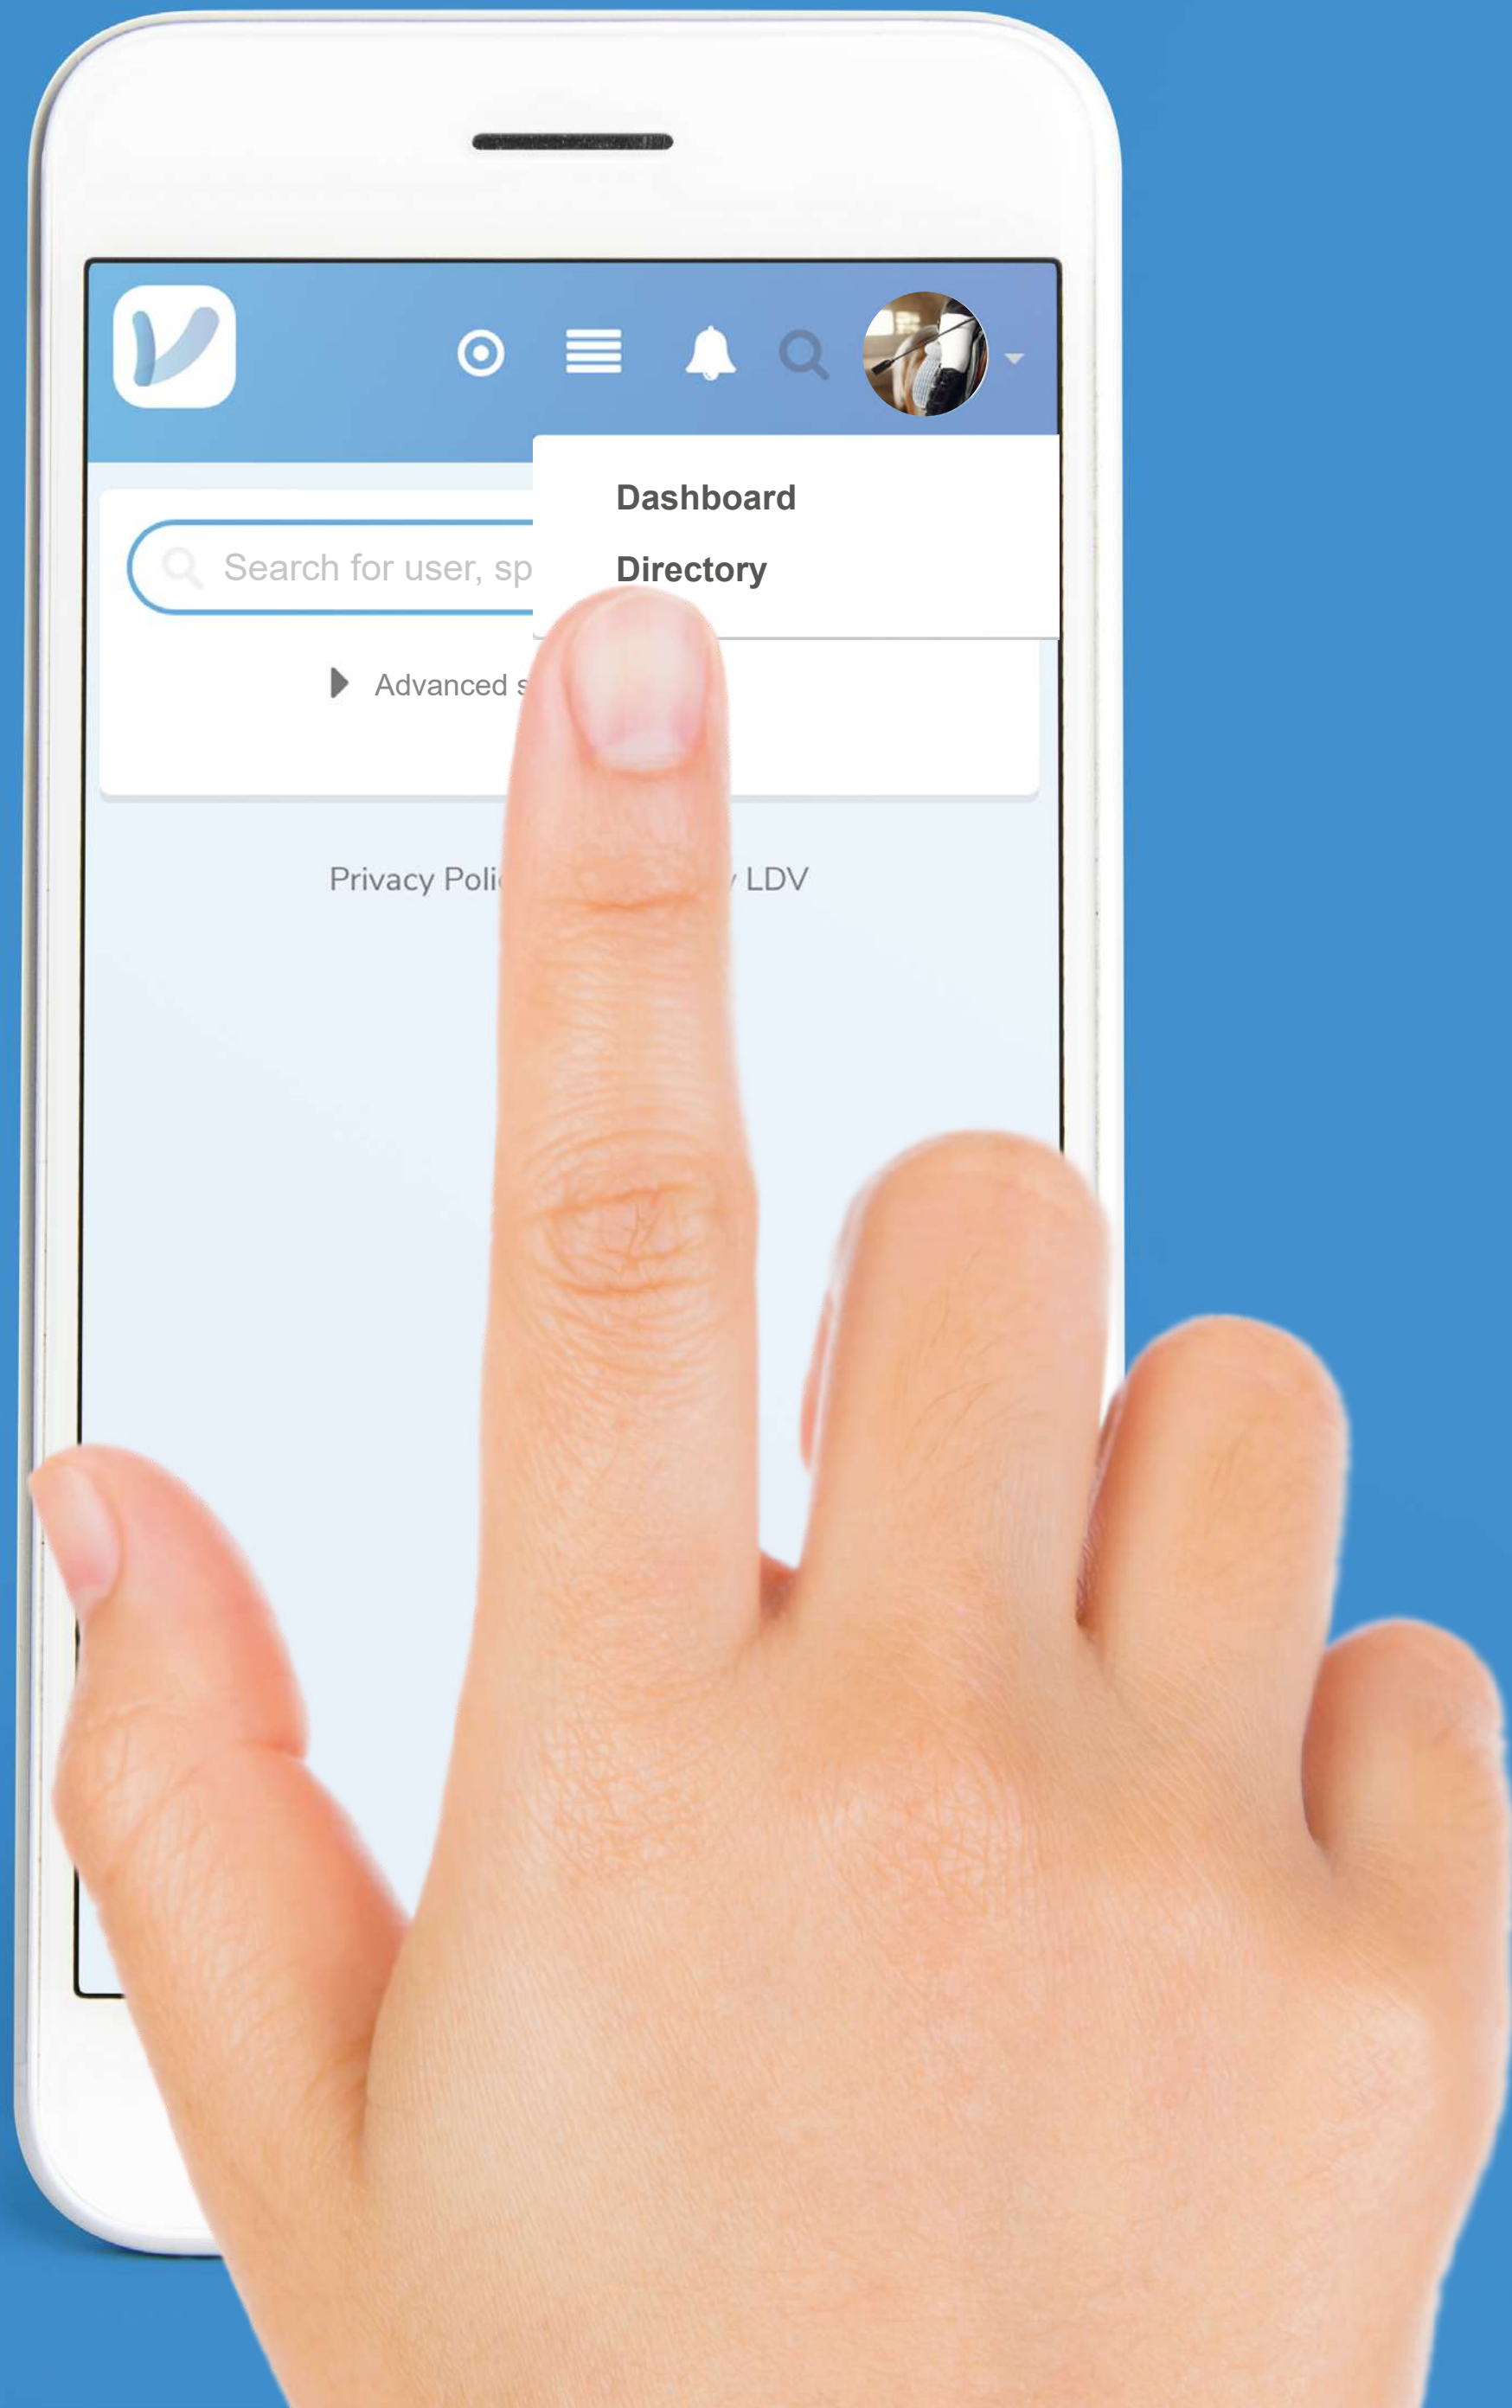 Dashboard
Directory
Search for user, sp
Advanced s
Privacy Poli
LDV